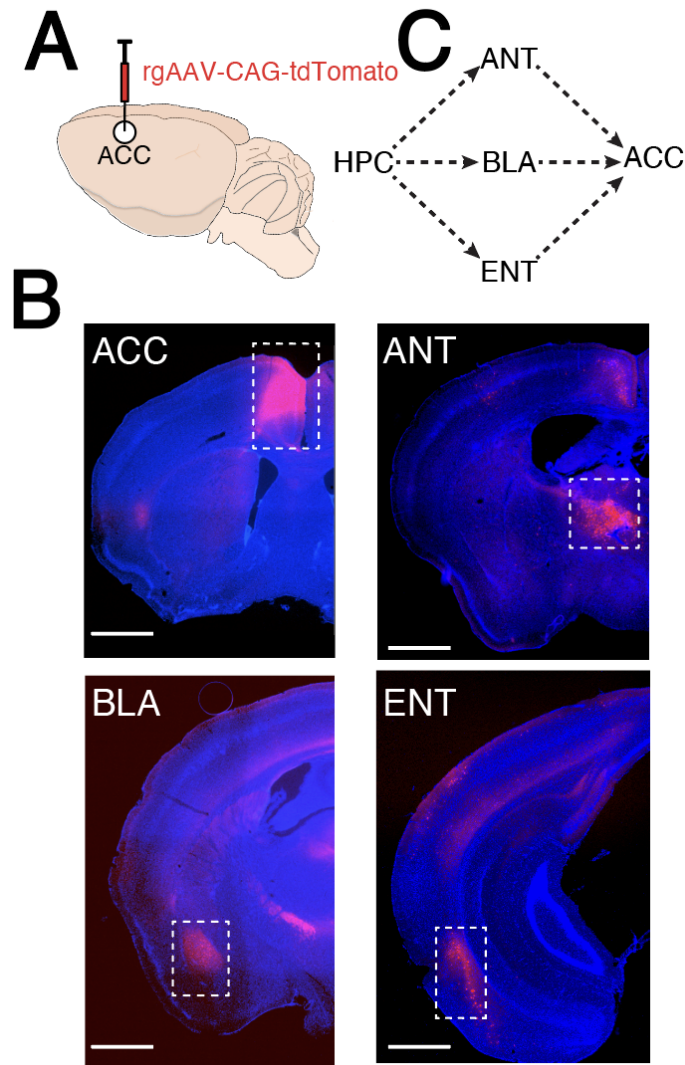 A
rgAAV-CAG-tdTomato
ACC
C
ANT
HPC
BLA
ACC
ENT
B
ACC
ANT
BLA
ENT